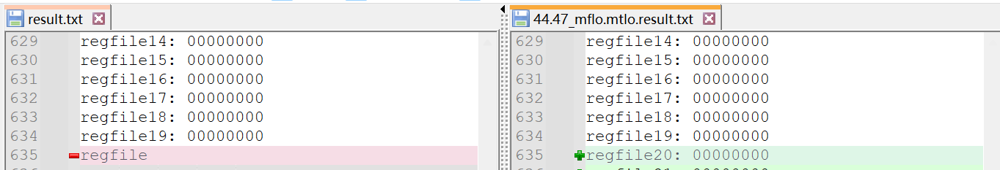 result.txt
629 regfile14: 00000000
630 regfile15: 00000000
631 regfile16: 00000000
632 regfile17: 00000000
633 regfile18: 00000000
634 regfile19: 00000000
635 regfile
44.47_mflo.mtlo.result.txt
629 regfile14: 00000000
630 regfile15: 00000000
631 regfile16: 00000000
632 regfile17: 00000000
633 regfile18: 00000000
634 regfile19: 00000000
635 regfile20: 00000000